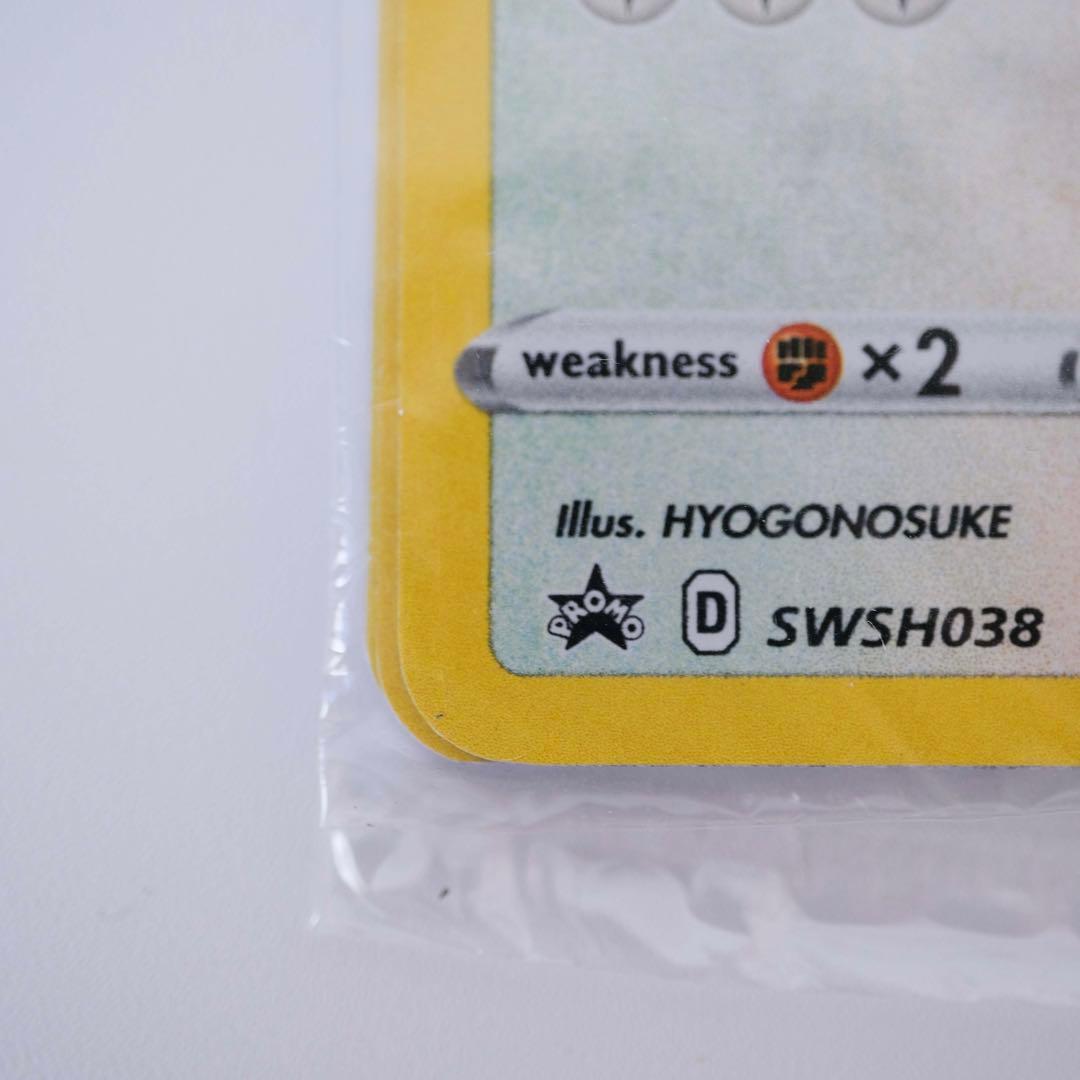 weakness ×2
Illus. HYOGONOSUKE
PROMO D SWSH038